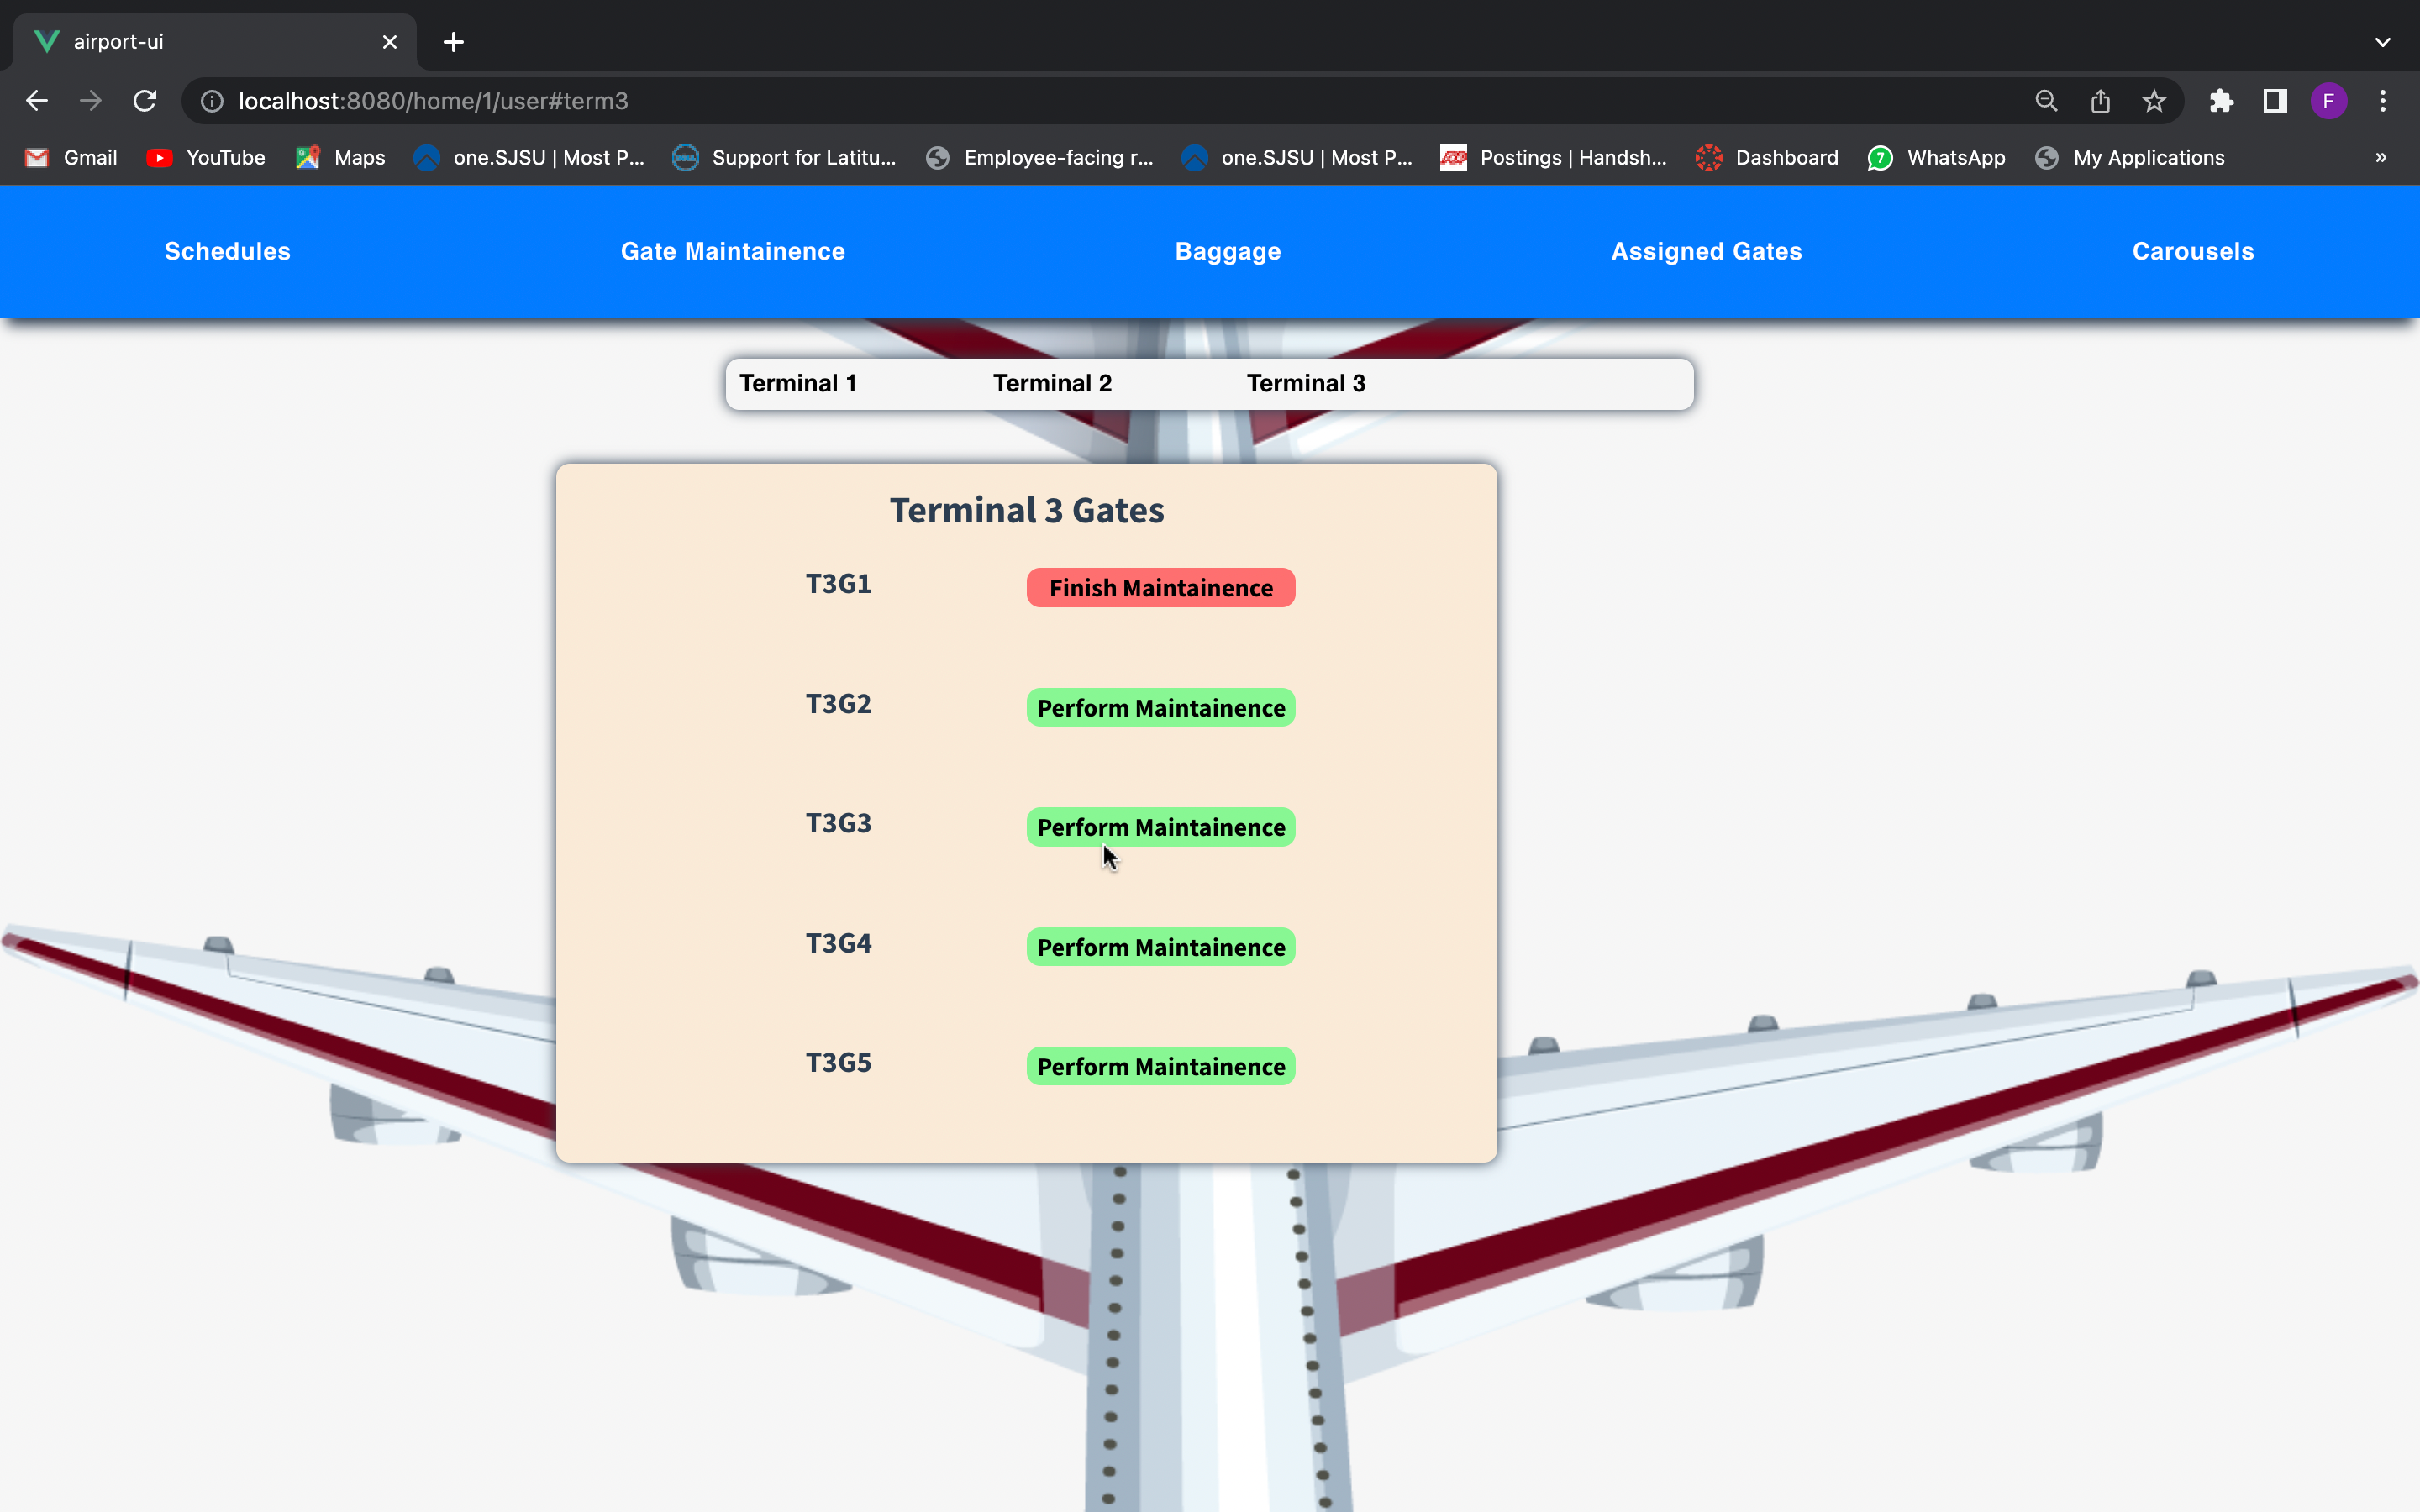 airport-ui
localhost:8080/home/1/user#term3
F
Gmail YouTube Maps one.SJSU | Most P... DELL Support for Latitu... Employee-facing r... one.SJSU | Most P... ADP Postings | Handsh... Dashboard 7 WhatsApp My Applications »
Schedules Gate Maintainence Baggage Assigned Gates Carousels
Terminal 1 Terminal 2 Terminal 3
Terminal 3 Gates
T3G1 Finish Maintainence
T3G2 Perform Maintainence
T3G3 Perform Maintainence
T3G4 Perform Maintainence
T3G5 Perform Maintainence